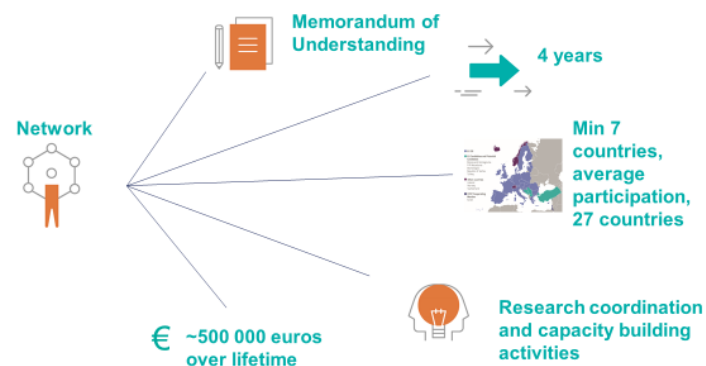 Memorandum of
Understanding
4 years
Network
Min 7
countries,
average
participation,
27 countries
Research coordination
and capacity building
activities
€ ~500 000 euros
over lifetime